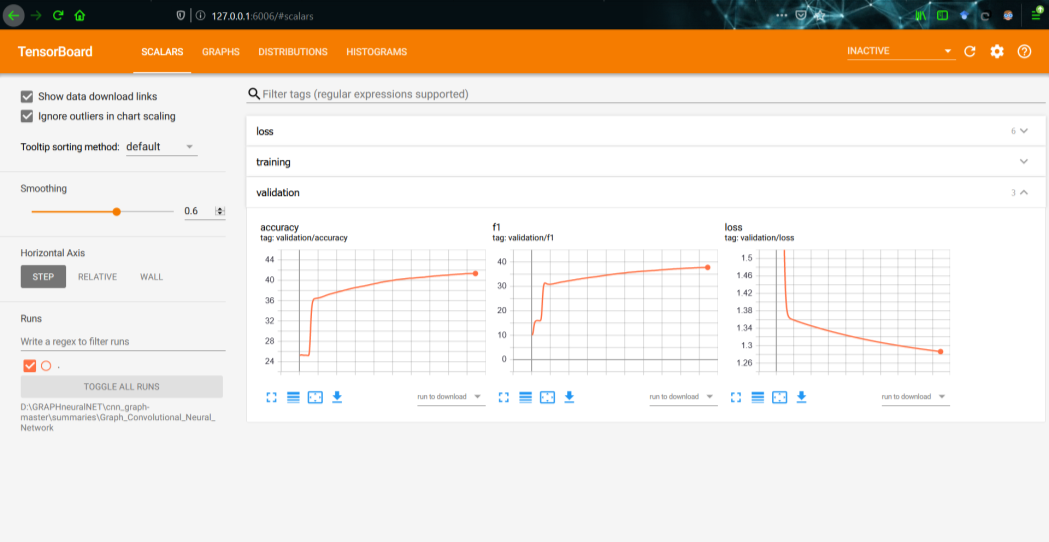 127.0.0.1:6006/#scalars
TensorBoard
SCALARS GRAPHS DISTRIBUTIONS HISTOGRAMS
INACTIVE
Show data download links
Ignore outliers in chart scaling
Tooltip sorting method: default
Smoothing
0.6
Horizontal Axis
STEP RELATIVE WALL
Runs
Write a regex to filter runs
.
TOGGLE ALL RUNS
D:\GRAPHneuralNET\cnn_graph-
master\summaries\Graph_Convolutional_Neural_
Network
Filter tags (regular expressions supported)
loss 6
training
validation 3
accuracy
tag: validation/accuracy
44
40
36
32
28
24
run to download
f1
tag: validation/f1
40
30
20
10
0
run to download
loss
tag: validation/loss
1.5
1.46
1.42
1.38
1.34
1.3
1.26
run to download